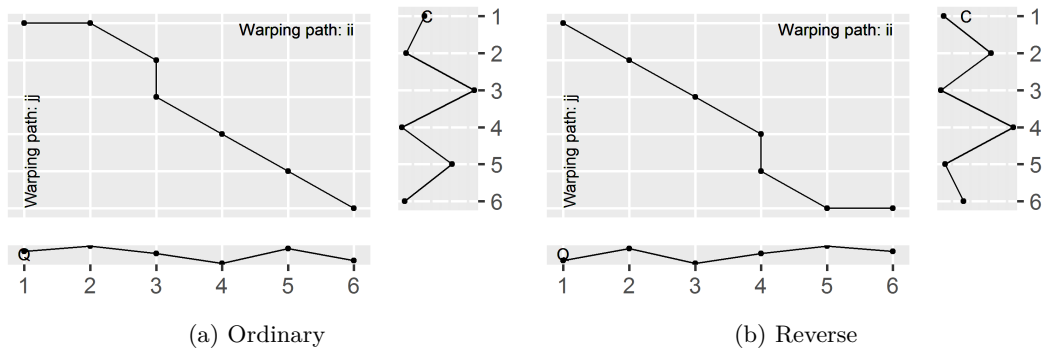 Warping path: ii
C
1
2
3
4
5
6
Warping path: jj
Q
1 2 3 4 5 6
(a) Ordinary
Warping path: ii
C
1
2
3
4
5
6
Warping path: jj
Q
1 2 3 4 5 6
(b) Reverse